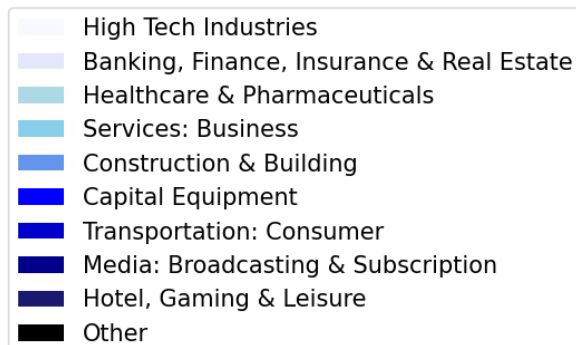 High Tech Industries
Banking, Finance, Insurance & Real Estate
Healthcare & Pharmaceuticals
Services: Business
Construction & Building
Capital Equipment
Transportation: Consumer
Media: Broadcasting & Subscription
Hotel, Gaming & Leisure
Other